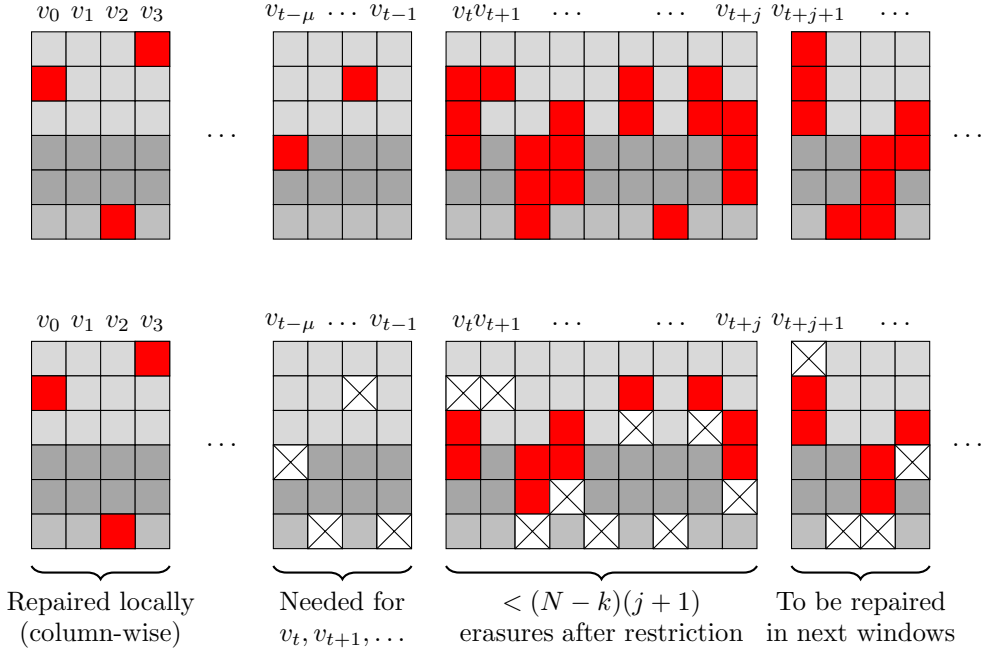 v_0 v_1 v_2 v_3 v_{t−μ} ⋯ v_{t−1} v_t v_{t+1} ⋯ ⋯ v_{t+j} v_{t+j+1} ⋯
⋯ ⋯
v_0 v_1 v_2 v_3 v_{t−μ} ⋯ v_{t−1} v_t v_{t+1} ⋯ ⋯ v_{t+j} v_{t+j+1} ⋯
⋯ ⋯
Repaired locally
(column-wise)
Needed for
v_t, v_{t+1}, …
< (N − k)(j + 1)
erasures after restriction
To be repaired
in next windows